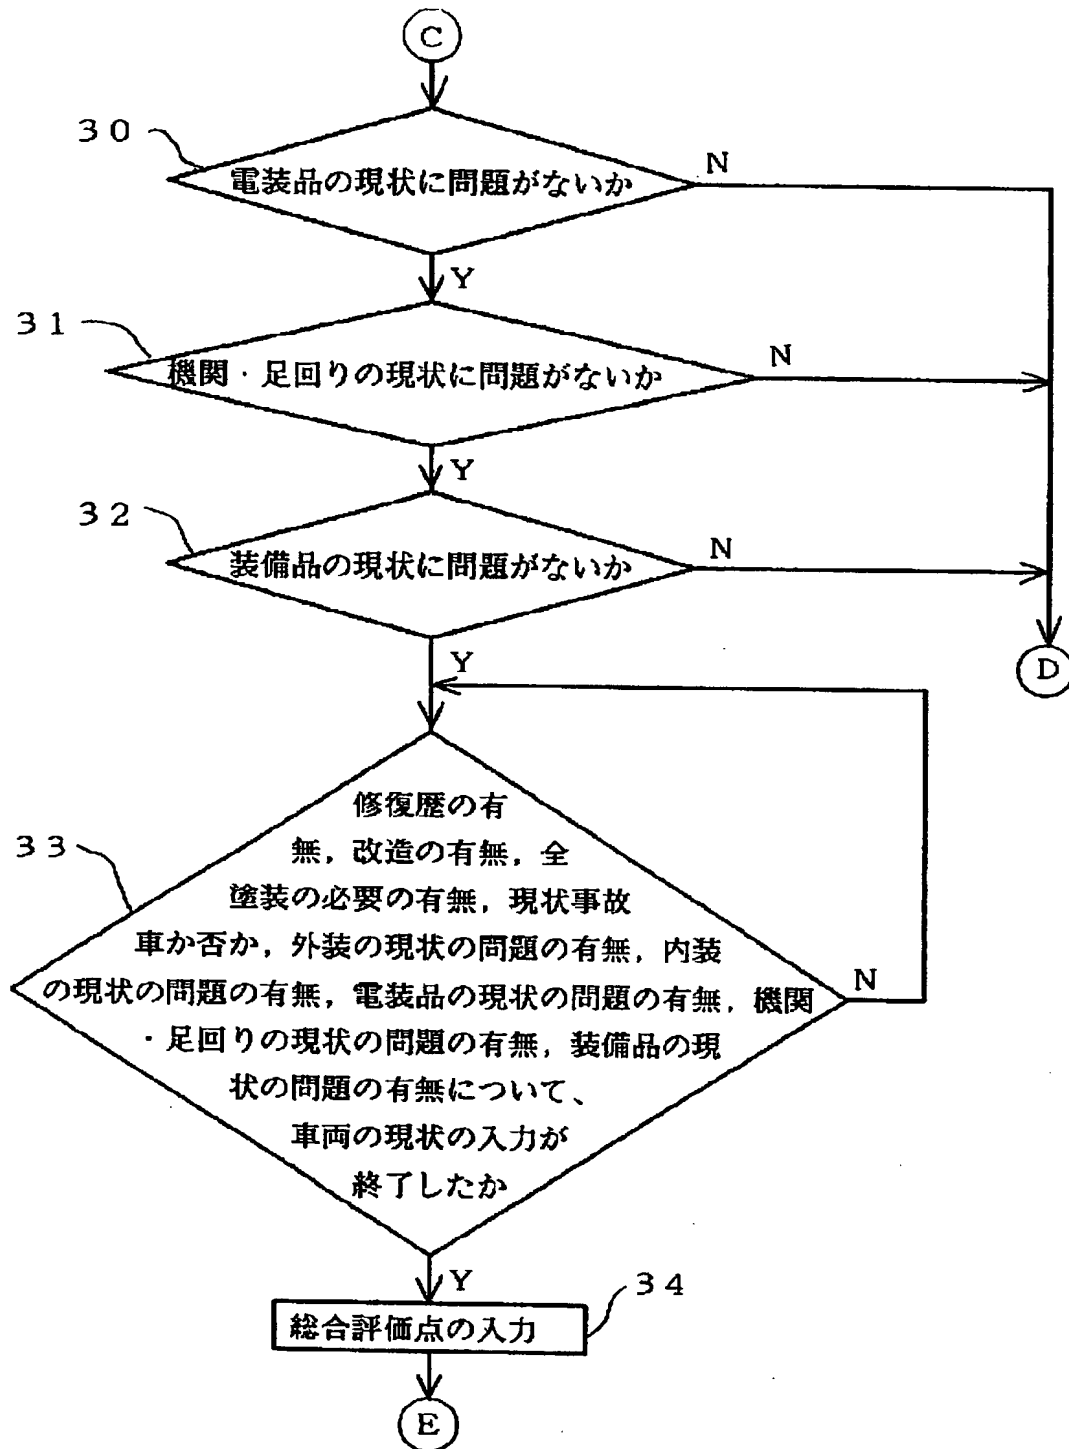 C
30
電装品の現状に問題がないか
N
Y
31
機関・足回りの現状に問題がないか
N
Y
32
装備品の現状に問題がないか
N
Y
D
33
修復歴の有
無，改造の有無，全
塗装の必要の有無，現状事故
車か否か，外装の現状の問題の有無，内装
の現状の問題の有無，電装品の現状の問題の有無，機関
・足回りの現状の問題の有無，装備品の現
状の問題の有無について、
車両の現状の入力が
終了したか
N
Y
34
総合評価点の入力
E